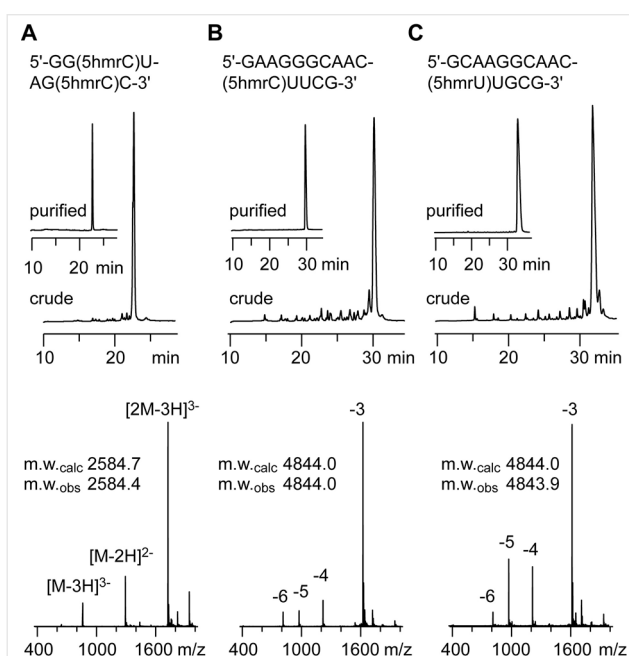 A
5'-GG(5hmrC)U-
AG(5hmrC)C-3'
purified
10 20 min
crude
10 20 min
[2M-3H]3-
m.w.calc 2584.7
m.w.obs 2584.4
[M-2H]2-
[M-3H]3-
400 1000 1600 m/z
B
5'-GAAGGGCAAC-
(5hmrC)UUCG-3'
purified
10 20 30 min
crude
10 20 30 min
-3
m.w.calc 4844.0
m.w.obs 4844.0
-6 -5 -4
400 1000 1600 m/z
C
5'-GCAAGGCAAC-
(5hmrU)UGCG-3'
purified
10 20 30 min
crude
10 20 30 min
-3
m.w.calc 4844.0
m.w.obs 4843.9
-6 -5 -4
400 1000 1600 m/z